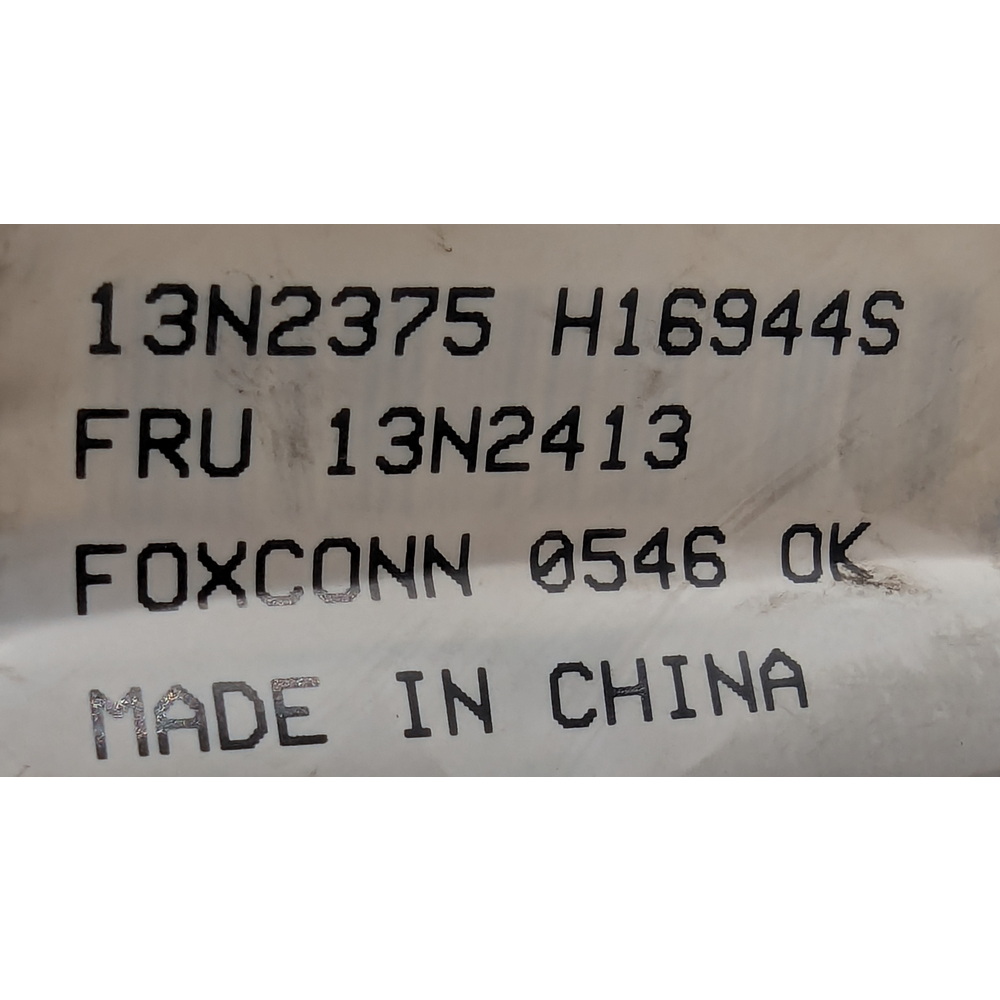 13N2375 H16944S
FRU 13N2413
FOXCONN 0546 OK
MADE IN CHINA